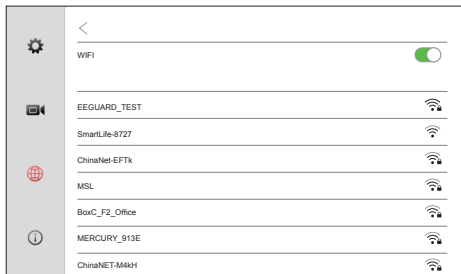 WIFI
EEGUARD_TEST
SmartLife-8727
ChinaNet-EFTk
MSL
BoxC_F2_Office
MERCURY_913E
ChinaNET-M4kH